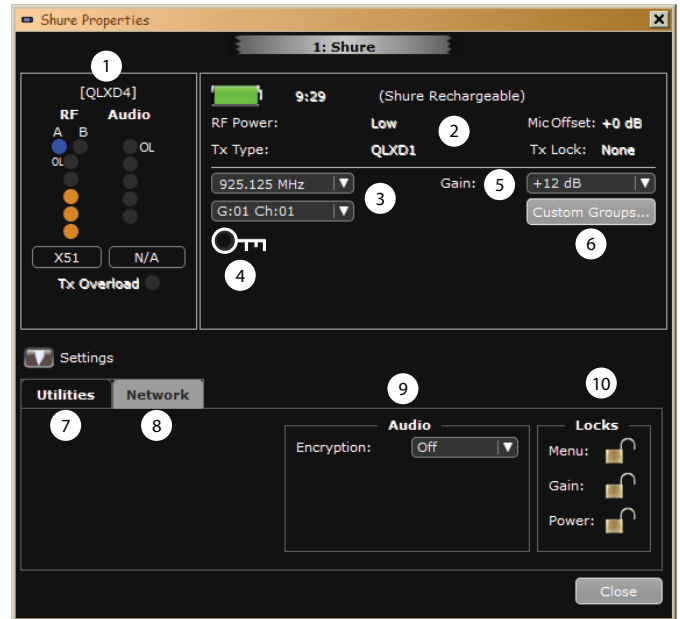 Shure Properties
1: Shure
1
[QLXD4]
RF Audio
A B
OL
OL
X51 N/A
Tx Overload
9:29 (Shure Rechargeable)
RF Power: Low 2 Mic Offset: +0 dB
Tx Type: QLXD1 Tx Lock: None
925.125 MHz 3 Gain: 5 +12 dB
G:01 Ch:01 Custom Groups...
4 6
Settings
Utilities Network
7 8
9
Audio
Encryption: Off
10
Locks
Menu:
Gain:
Power:
Close